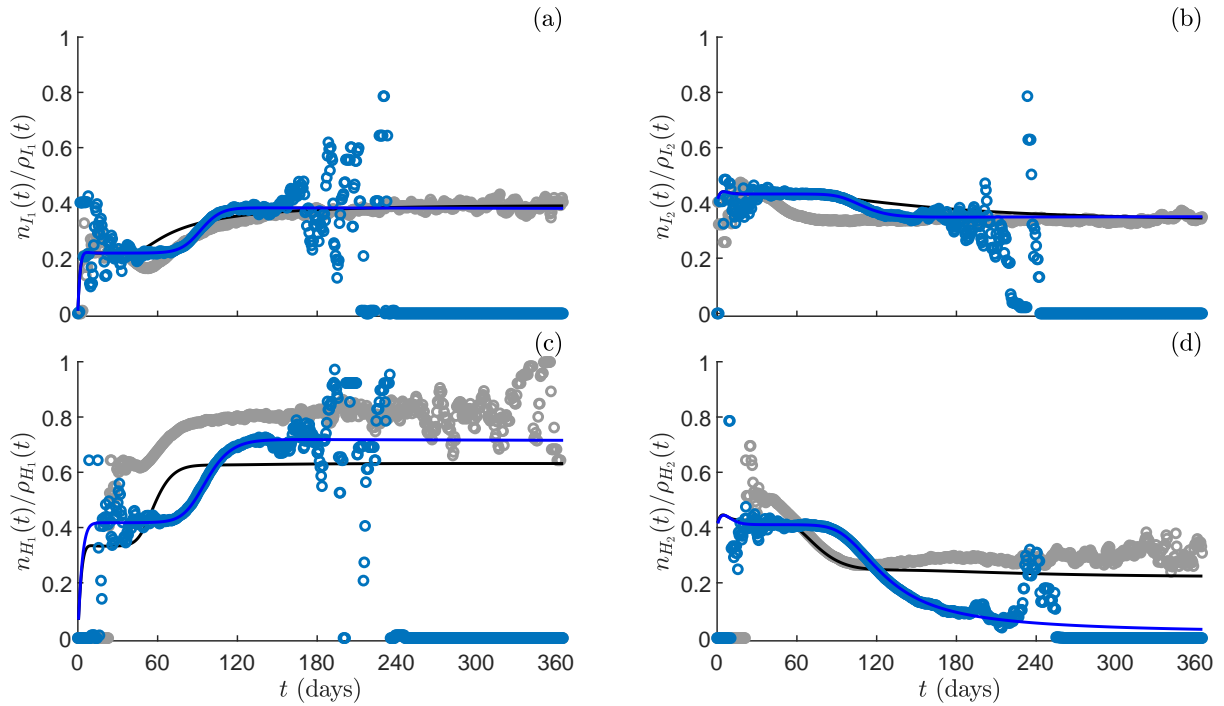 (a)
1
0.8
0.6
0.4
0.2
0
n_{I_1}(t)/ρ_{I_1}(t)
(b)
1
0.8
0.6
0.4
0.2
0
n_{I_2}(t)/ρ_{I_2}(t)
(c)
1
0.8
0.6
0.4
0.2
0
n_{H_1}(t)/ρ_{H_1}(t)
0 60 120 180 240 300 360
t (days)
(d)
1
0.8
0.6
0.4
0.2
0
n_{H_2}(t)/ρ_{H_2}(t)
0 60 120 180 240 300 360
t (days)